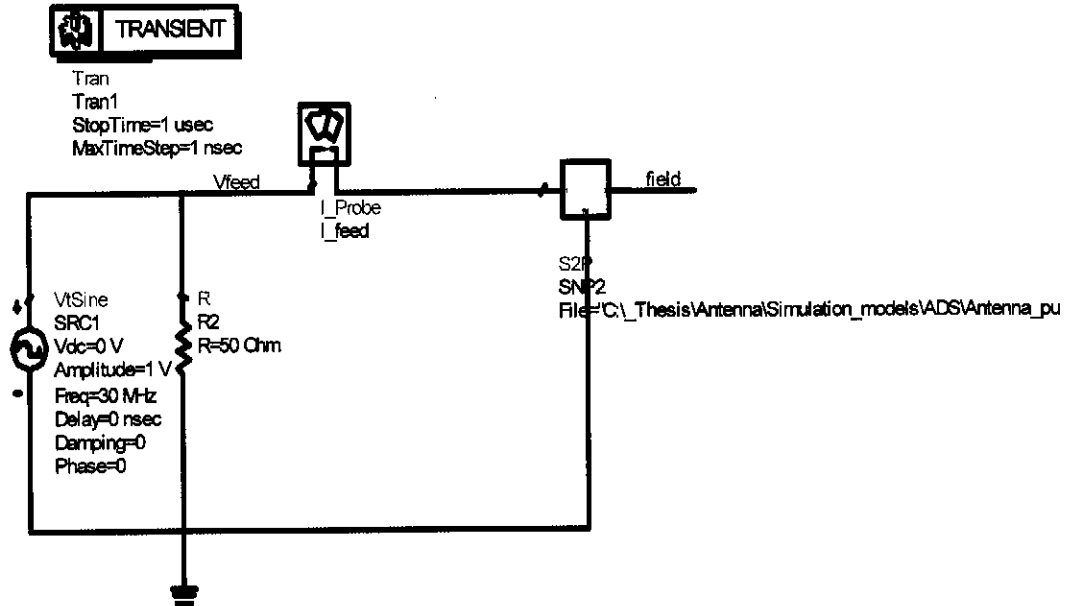 TRANSIENT
Tran
Tran1
StopTime=1 usec
MaxTimeStep=1 nsec
Vfeed
I_Probe
I_feed
field
S2P
SNP2
File="C:\_Thesis\Antenna\Simulation_models\ADS\Antenna_pu
VtSine
SRC1
Vdc=0 V
Amplitude=1 V
Freq=30 MHz
Delay=0 nsec
Damping=0
Phase=0
R
R2
R=50 Ohm